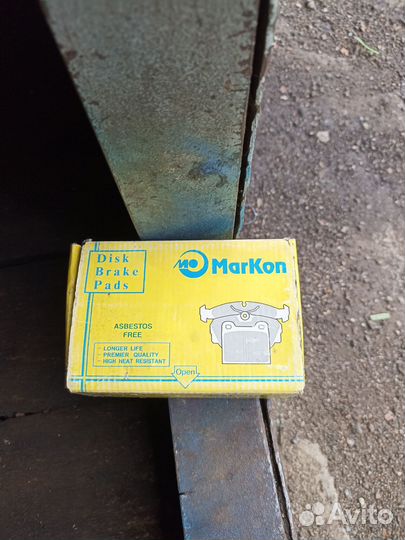 Disk
Brake
Pads
MarKon
ASBESTOS
FREE
- LONGER LIFE
- PREMIER QUALITY
- HIGH HEAT RESISTANT
Open
Avito